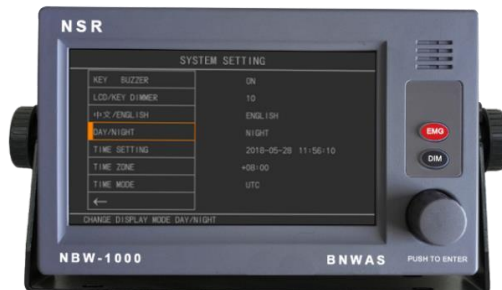 NSR
SYSTEM SETTING
KEY BUZZER ON
LCD/KEY DIMMER 10
中文/ENGLISH ENGLISH
DAY/NIGHT NIGHT
TIME SETTING 2018-05-28 11:56:10
TIME ZONE +08:00
TIME MODE UTC
←
CHANGE DISPLAY MODE DAY/NIGHT
EMG
DIM
NBW-1000
BNWAS
PUSH TO ENTER